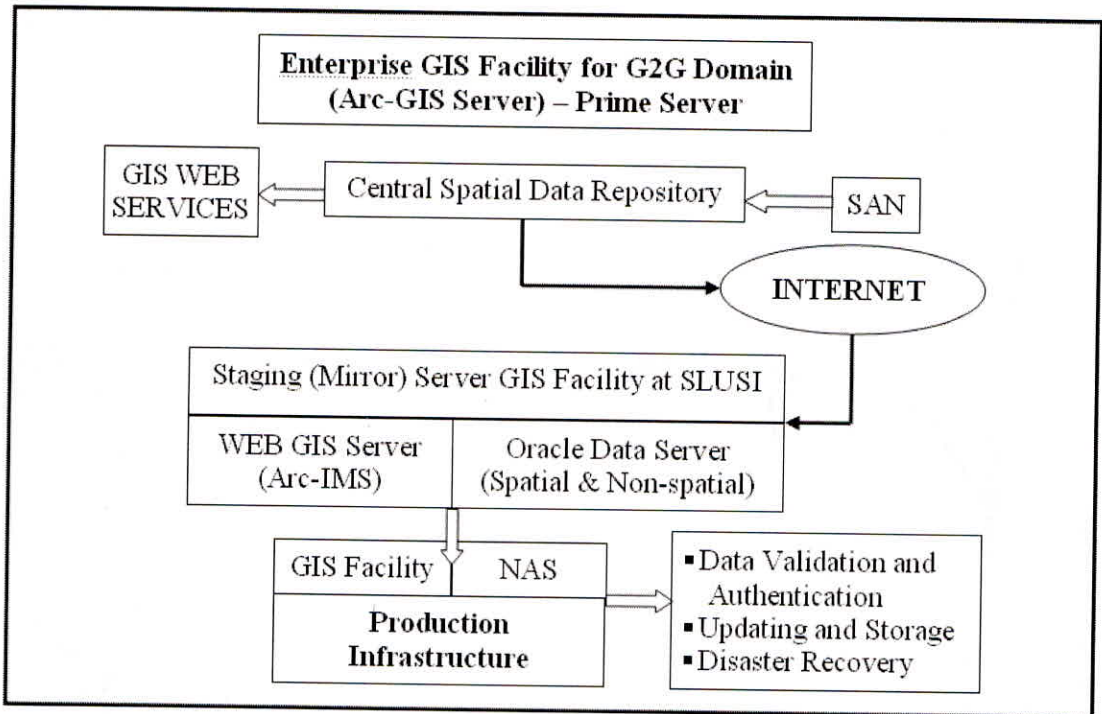 Enterprise GIS Facility for G2G Domain
(Arc-GIS Server) – Prime Server
GIS WEB
SERVICES
Central Spatial Data Repository
SAN
INTERNET
Staging (Mirror) Server GIS Facility at SLUSI
WEB GIS Server
(Arc-IMS)
Oracle Data Server
(Spatial & Non-spatial)
GIS Facility
NAS
Production
Infrastructure
▪ Data Validation and
Authentication
▪ Updating and Storage
▪ Disaster Recovery